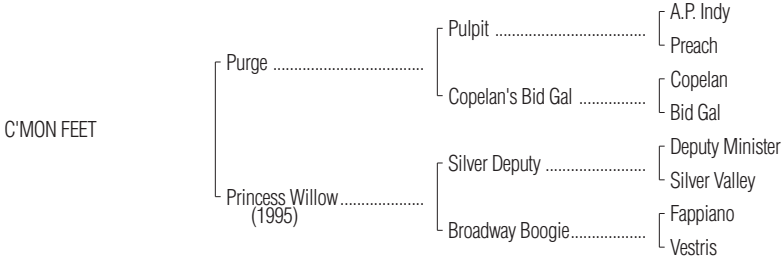 A.P. Indy
Pulpit ..................................
Preach
Purge ..................................
Copelan
Copelan's Bid Gal ................
Bid Gal
C'MON FEET
Deputy Minister
Silver Deputy ......................
Silver Valley
Princess Willow...................
(1995)
Fappiano
Broadway Boogie.................
Vestris